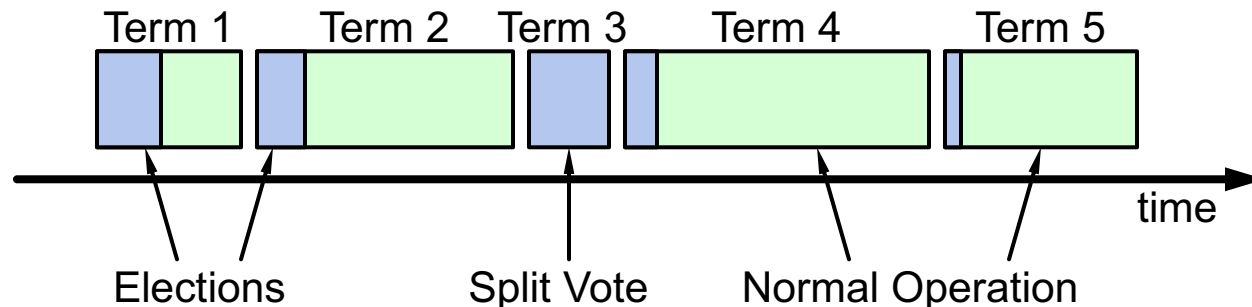 Term 1 Term 2 Term 3 Term 4 Term 5
time
Elections Split Vote Normal Operation